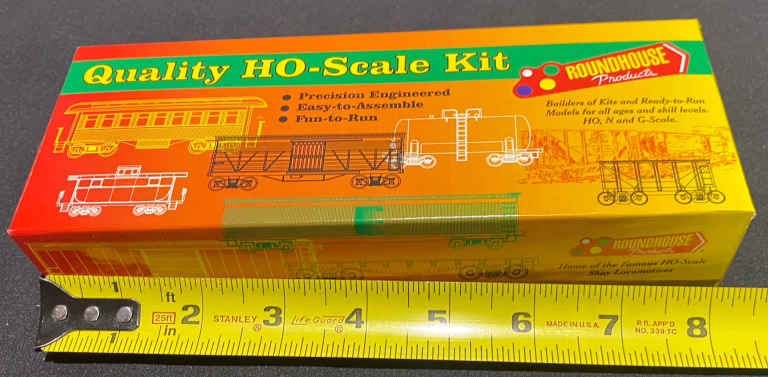 Quality HO-Scale Kit
ROUNDHOUSE
Products
• Precision Engineered
• Easy-to-Assemble
• Fun-to-Run
Builders of Kits and Ready-to-Run
Models for all ages and skill levels.
HO, N and G-Scale.
ROUNDHOUSE
Products
Home of the Famous HO-Scale
Shay Locomotives
1 ft
25ft 2 STANLEY® 3 Life Guard® 4 5 6 MADE IN U.S.A. 7 R.R. APP'D 8
in NO. 339 TC
1